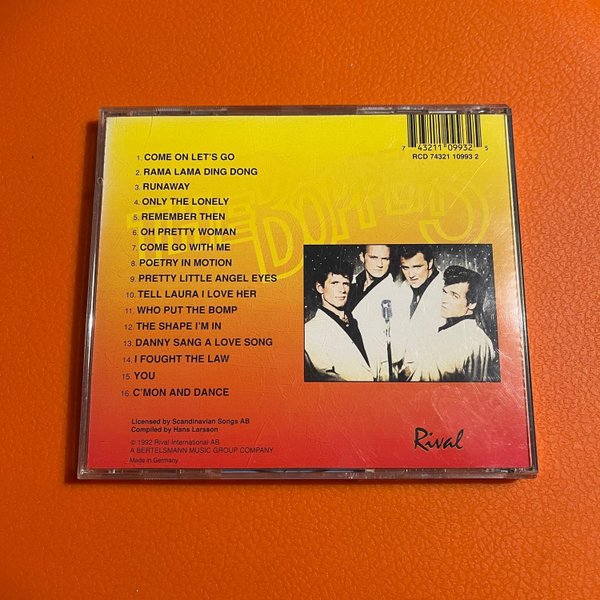 7 43211 09932 5
RCD 74321 10993 2
1. COME ON LET'S GO
2. RAMA LAMA DING DONG
3. RUNAWAY
4. ONLY THE LONELY
5. REMEMBER THEN
6. OH PRETTY WOMAN
7. COME GO WITH ME
8. POETRY IN MOTION
9. PRETTY LITTLE ANGEL EYES
10. TELL LAURA I LOVE HER
11. WHO PUT THE BOMP
12. THE SHAPE I'M IN
13. DANNY SANG A LOVE SONG
14. I FOUGHT THE LAW
15. YOU
16. C'MON AND DANCE
Licensed by Scandinavian Songs AB
Compiled by Hans Larsson
© 1992 Rival International AB
A BERTELSMANN MUSIC GROUP COMPANY
Made in Germany
Rival